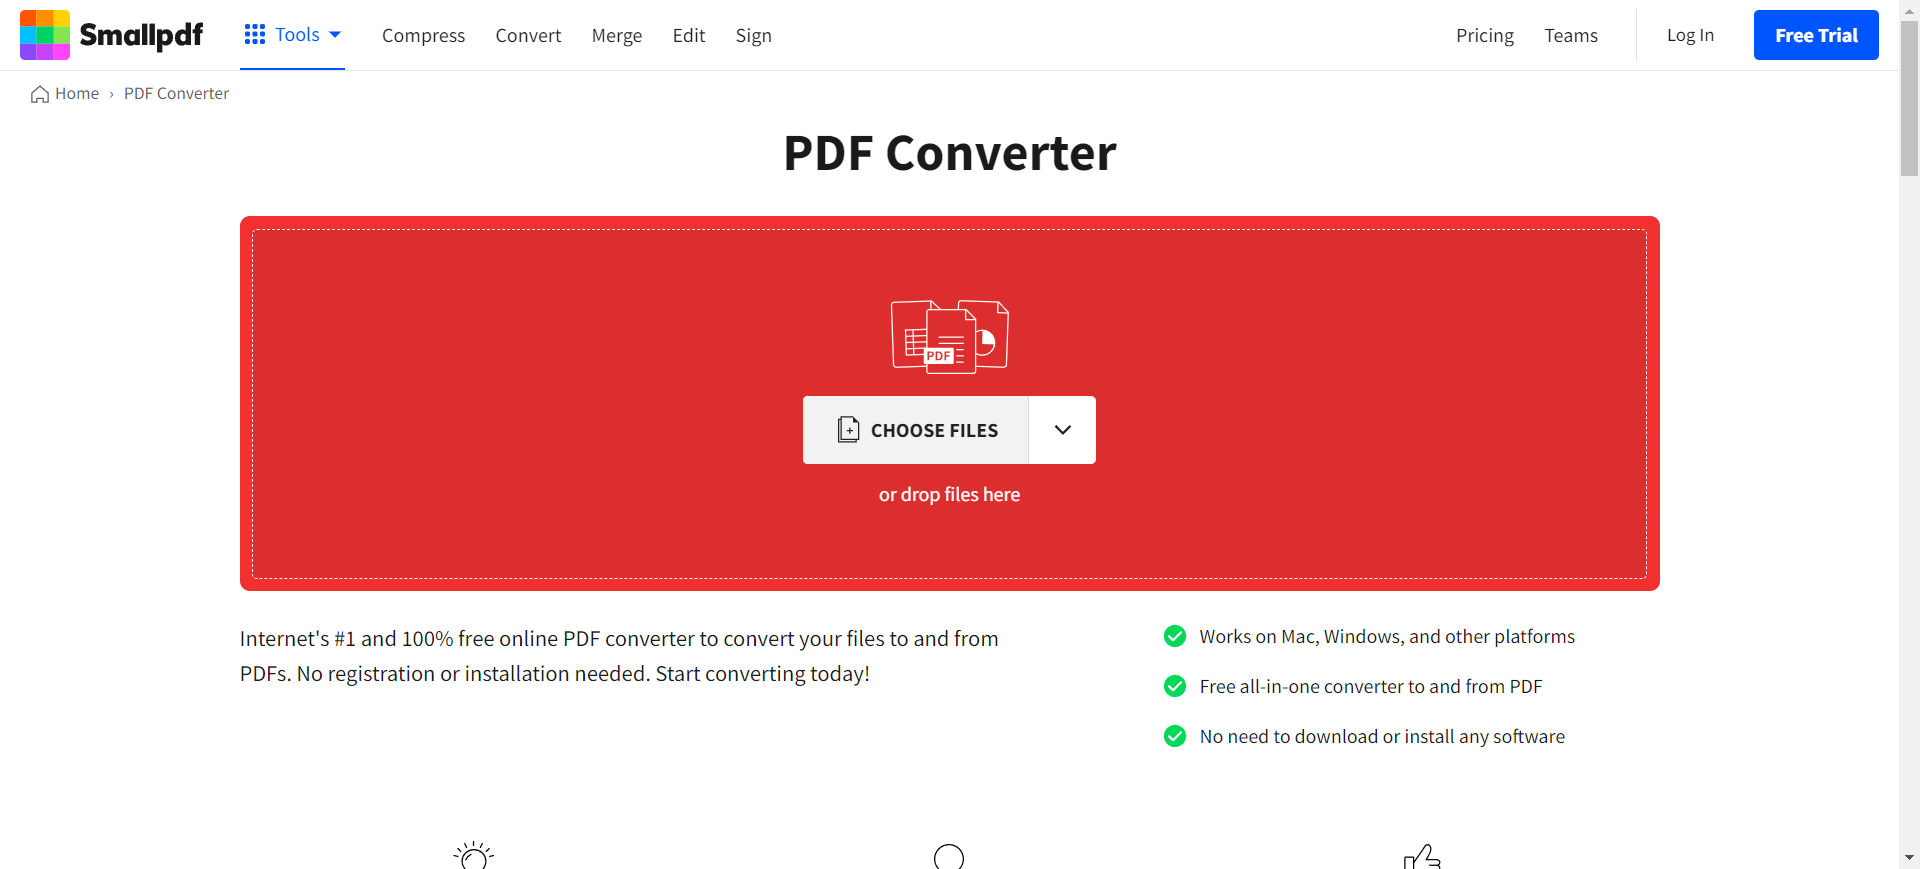 Smallpdf
Tools
Compress
Convert
Merge
Edit
Sign
Pricing
Teams
Log In
Free Trial
Home › PDF Converter
PDF Converter
PDF
CHOOSE FILES
or drop files here
Internet's #1 and 100% free online PDF converter to convert your files to and from
PDFs. No registration or installation needed. Start converting today!
Works on Mac, Windows, and other platforms
Free all-in-one converter to and from PDF
No need to download or install any software